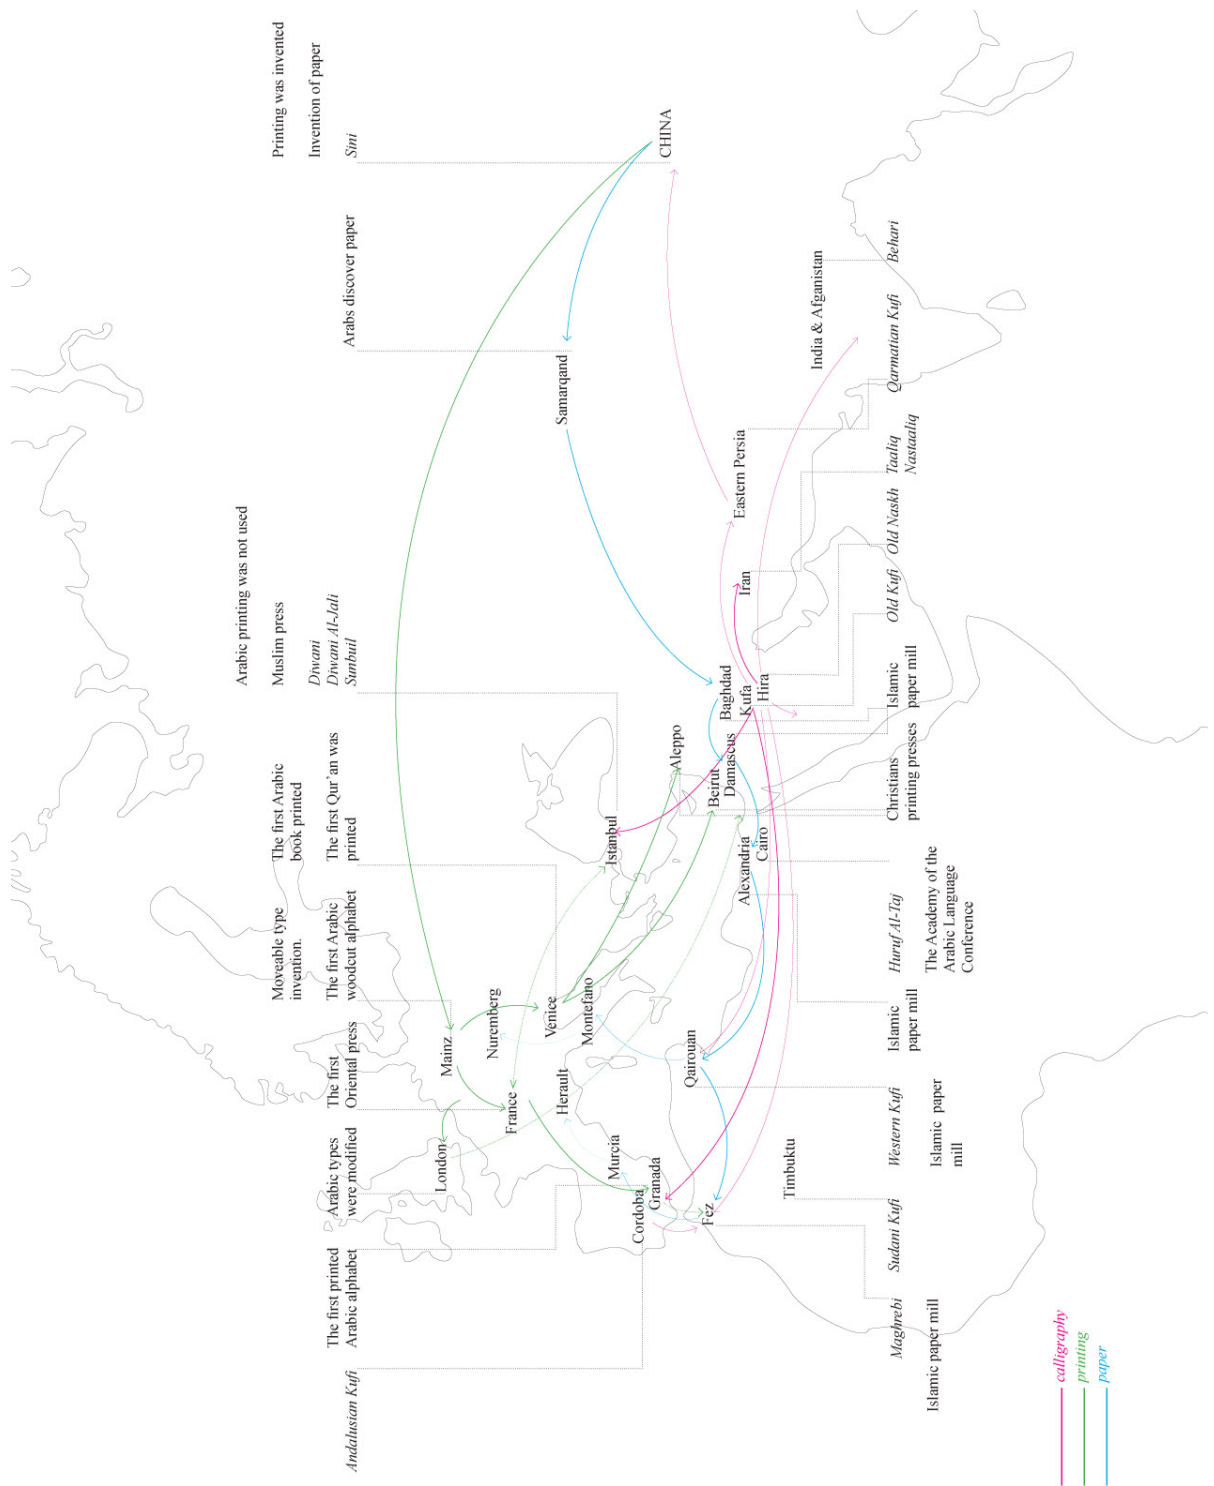 Andalusian Kufi
The first printed
Arabic alphabet
Arabic types
were modified
The first
Oriental press
Moveable type
invention.
The first Arabic
woodcut alphabet
The first Arabic
book printed
The first Qur'an was
printed
Arabic printing was not used
Muslim press
Diwani
Diwani Al-Jali
Sunbuil
Arabs discover paper
Printing was invented
Invention of paper
Sini
London
Mainz
Nuremberg
France
Venice
Herault
Montefano
Murcia
Cordoba
Granada
Fez
Qairouan
Timbuktu
Istanbul
Aleppo
Beirut
Damascus
Alexandria
Cairo
Baghdad
Kufa
Hira
Iran
Eastern Persia
Samarqand
India & Afganistan
CHINA
Maghrebi
Islamic paper mill
Sudani Kufi
Western Kufi
Islamic paper
mill
Islamic
paper mill
Huruf Al-Taj
The Academy of the
Arabic Language
Conference
Christians
printing presses
Islamic
paper mill
Old Kufi
Old Naskh
Taaliq
Nastaaliq
Qarmatian Kufi
Behari
calligraphy
printing
paper